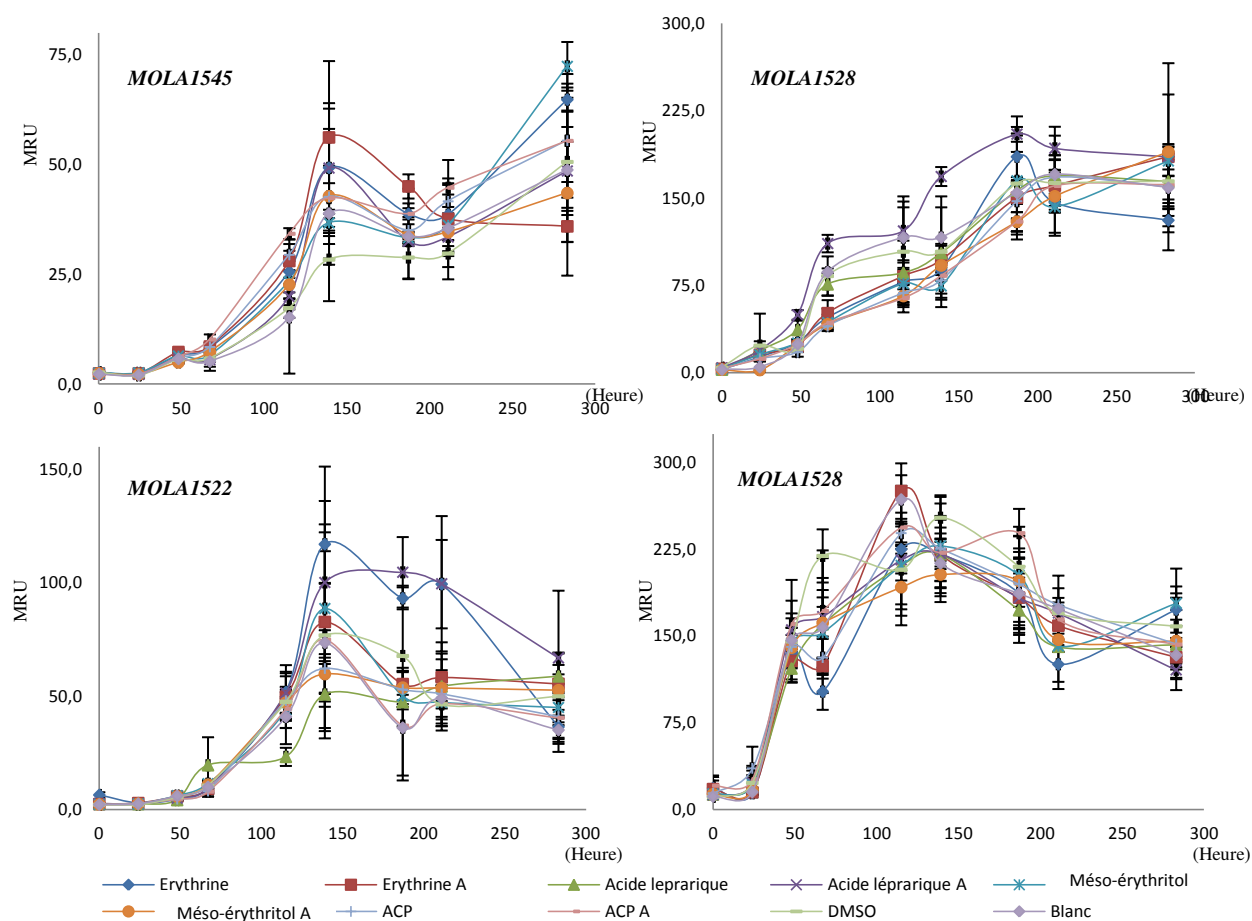 MOLA1545
MRU
75,0
50,0
25,0
0,0
0 50 100 150 200 250 300
(Heure)
MOLA1528
MRU
300,0
225,0
150,0
75,0
0,0
0 50 100 150 200 250 300
(Heure)
MOLA1522
MRU
150,0
100,0
50,0
0,0
0 50 100 150 200 250 300
(Heure)
MOLA1528
MRU
300,0
225,0
150,0
75,0
0,0
0 50 100 150 200 250 300
(Heure)
Erythrine Erythrine A Acide leprarique Acide léprarique A Méso-érythritol
Méso-érythritol A ACP ACP A DMSO Blanc